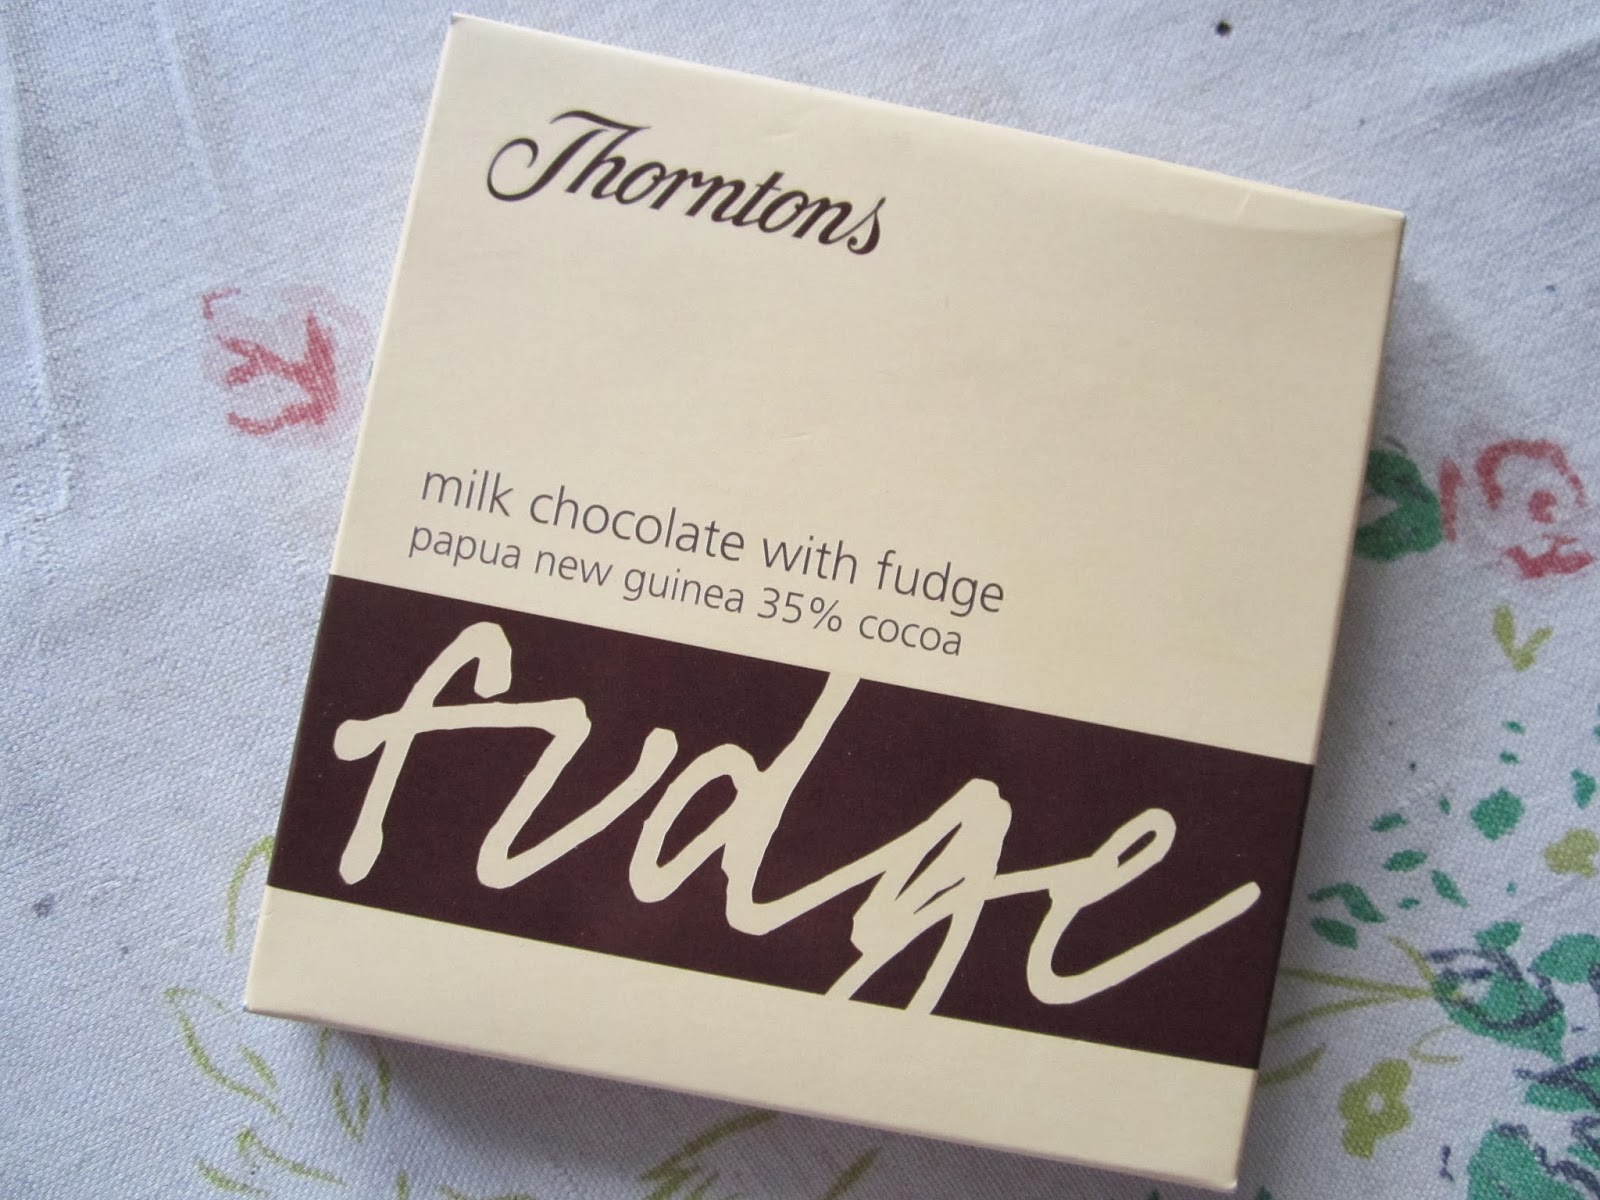 Thorntons
milk chocolate with fudge
papua new guinea 35% cocoa
fudge